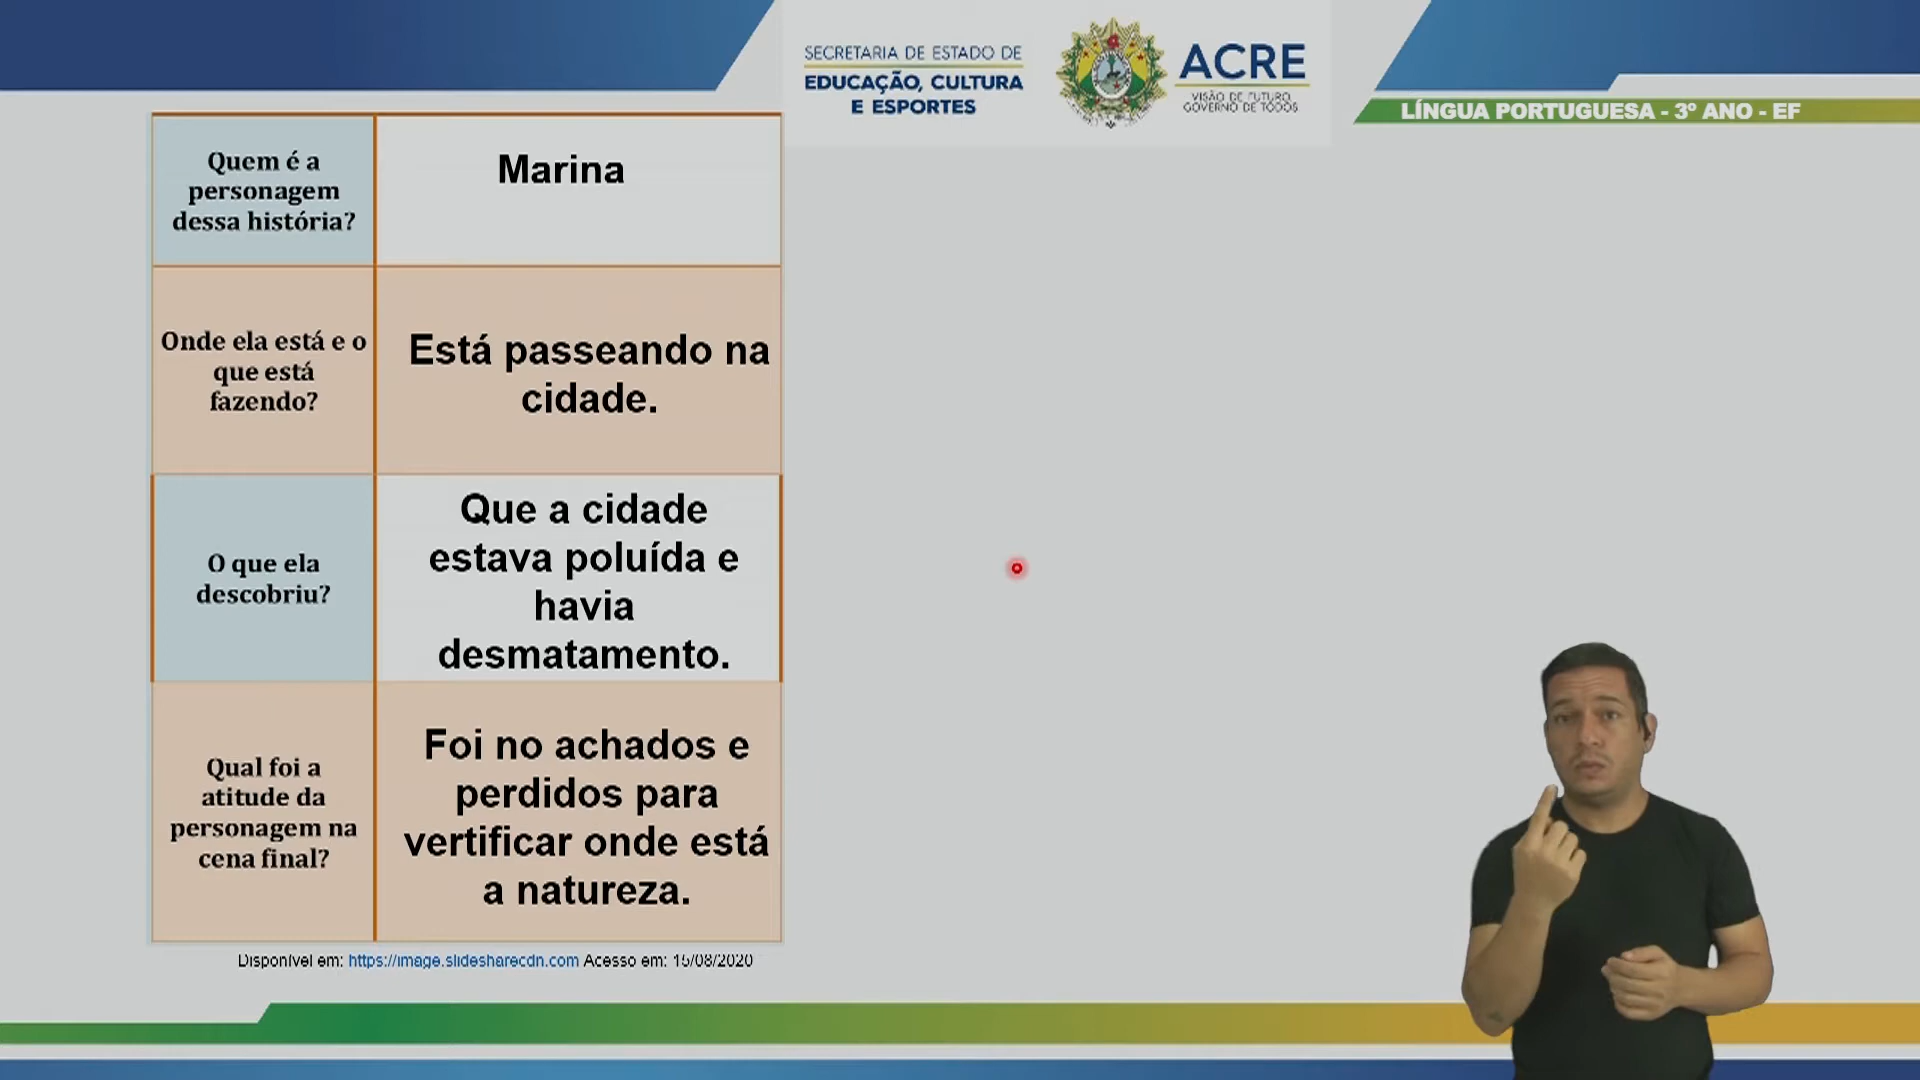 SECRETARIA DE ESTADO DE
EDUCAÇÃO, CULTURA
E ESPORTES
ACRE
VISÃO DE FUTURO,
GOVERNO DE TODOS
LÍNGUA PORTUGUESA - 3º ANO - EF
Quem é a
personagem
dessa história?
Marina
Onde ela está e o
que está
fazendo?
Está passeando na
cidade.
O que ela
descobriu?
Que a cidade
estava poluída e
havia
desmatamento.
Qual foi a
atitude da
personagem na
cena final?
Foi no achados e
perdidos para
vertificar onde está
a natureza.
Disponível em: https://image.slidesharecdn.com Acesso em: 15/08/2020